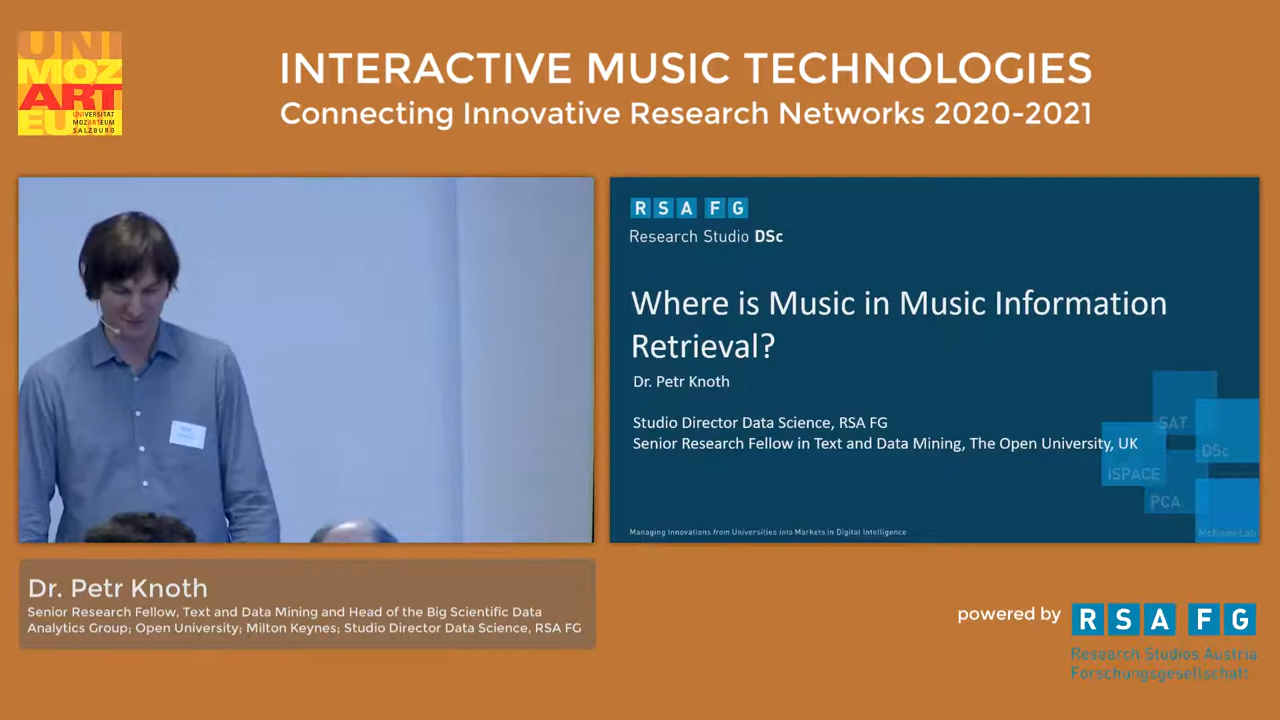 UNI
MOZ
ART
EU
UNIVERSITÄT
MOZARTEUM
SALZBURG
INTERACTIVE MUSIC TECHNOLOGIES
Connecting Innovative Research Networks 2020-2021
RSA FG
Research Studio DSc
Where is Music in Music Information
Retrieval?
Dr. Petr Knoth
Studio Director Data Science, RSA FG
Senior Research Fellow in Text and Data Mining, The Open University, UK
SAT
DSc
iSPACE
PCA
Managing Innovations from Universities into Markets in Digital Intelligence
Dr. Petr Knoth
Senior Research Fellow, Text and Data Mining and Head of the Big Scientific Data
Analytics Group; Open University; Milton Keynes; Studio Director Data Science, RSA FG
powered by
RSA FG
Research Studios Austria
Forschungsgesellschaft